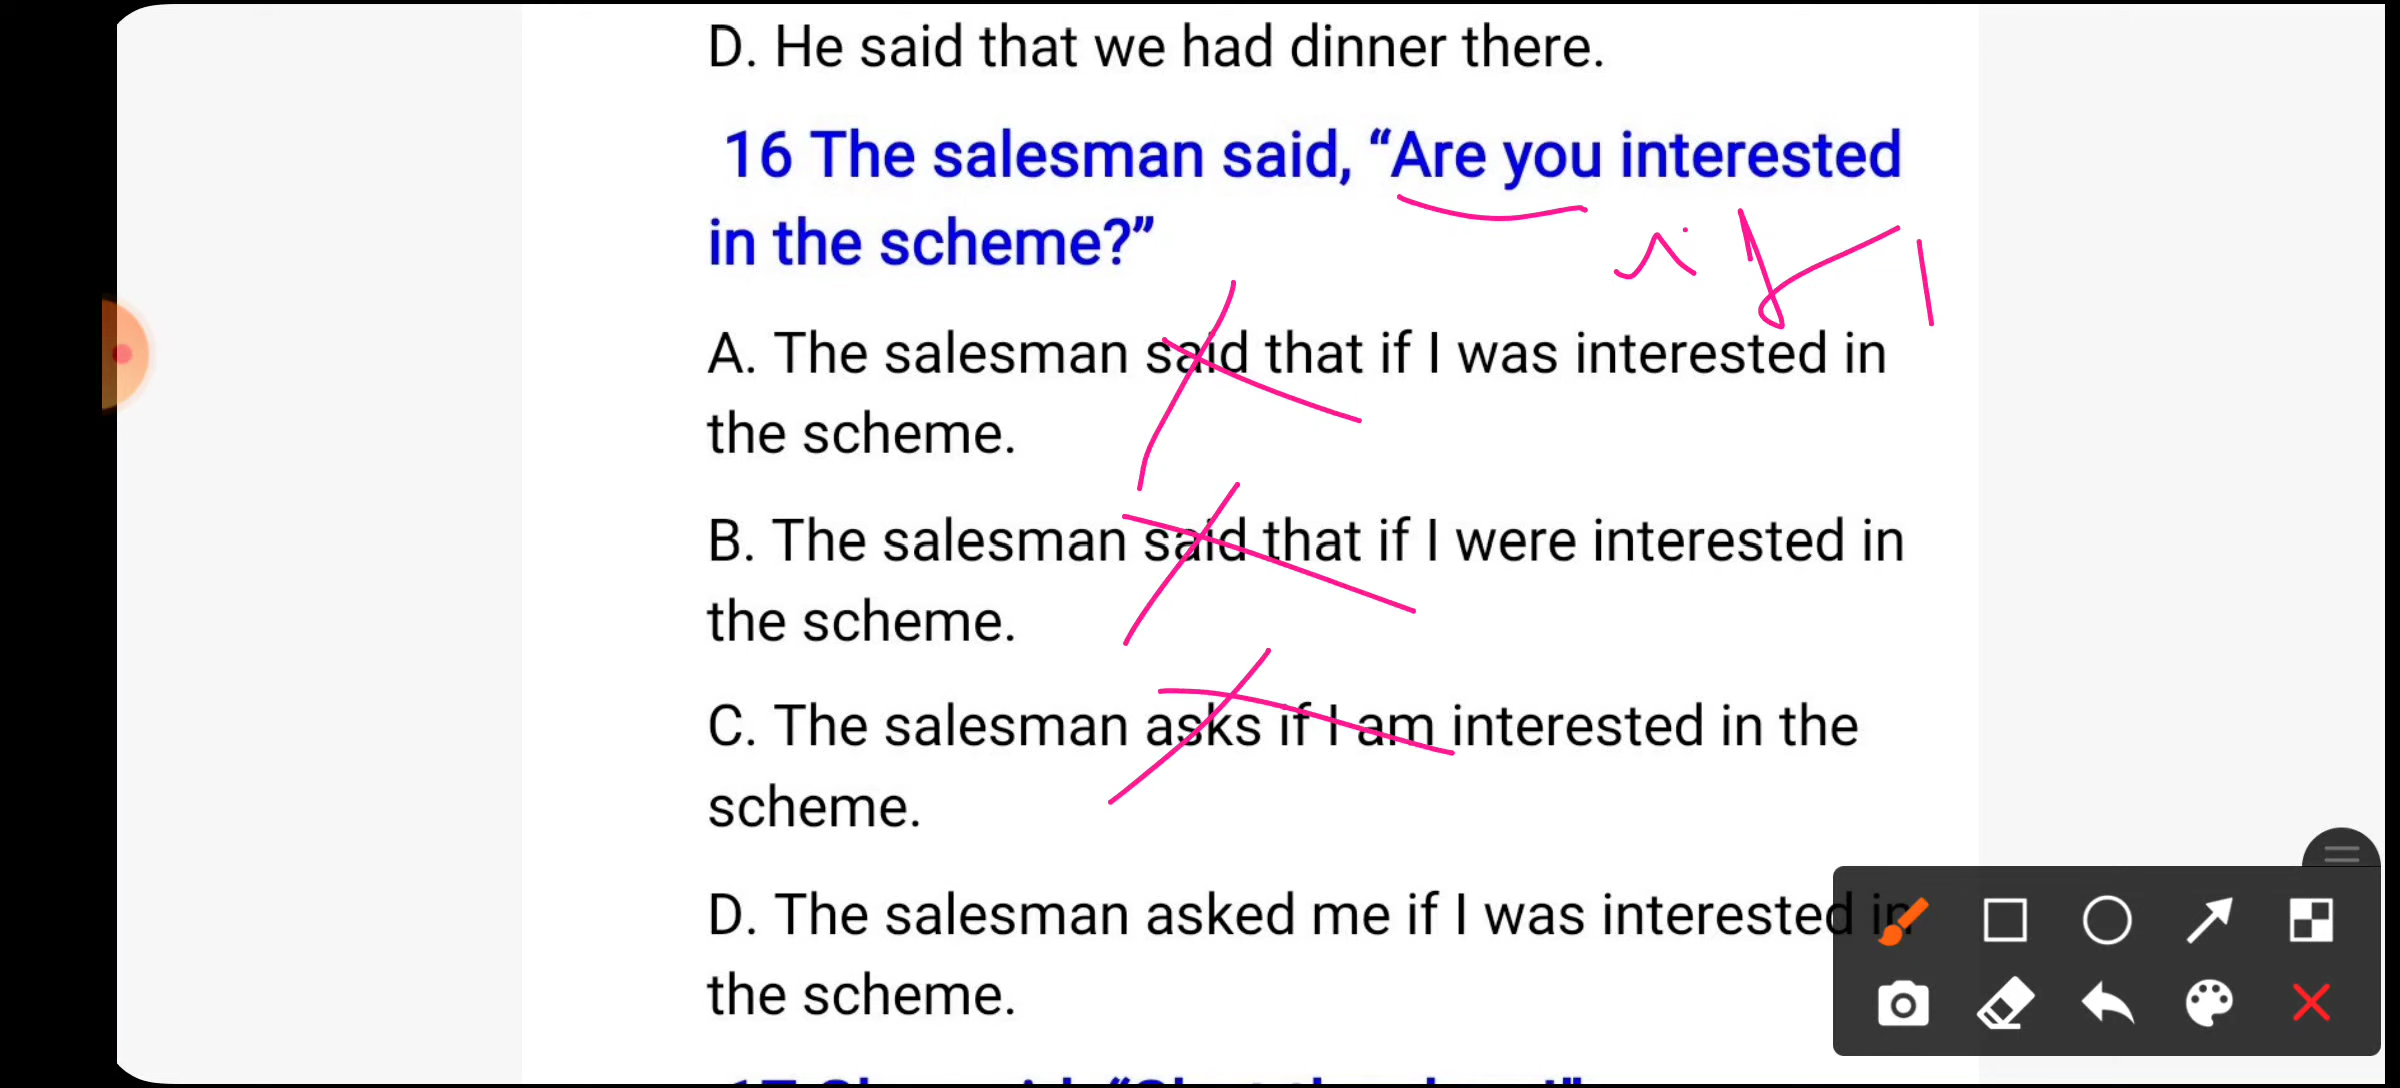 D. He said that we had dinner there.
16 The salesman said, “Are you interested
in the scheme?”
if I
A. The salesman said that if I was interested in
the scheme.
B. The salesman said that if I were interested in
the scheme.
C. The salesman asks if I am interested in the
scheme.
D. The salesman asked me if I was interested in
the scheme.